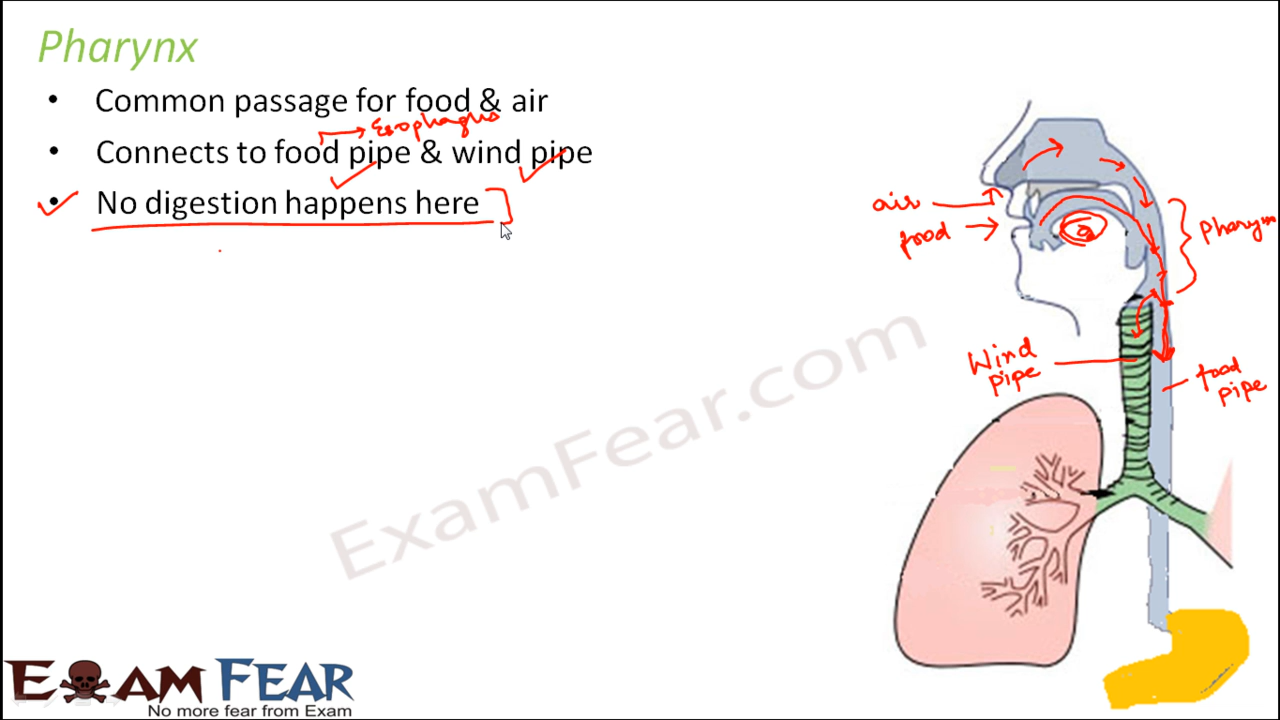 Pharynx
• Common passage for food & air
Esophagus
• Connects to food pipe & wind pipe
• No digestion happens here
air
food
Pharynx
Wind
pipe
food
pipe
ExamFear.com
EXAM FEAR
No more fear from Exam